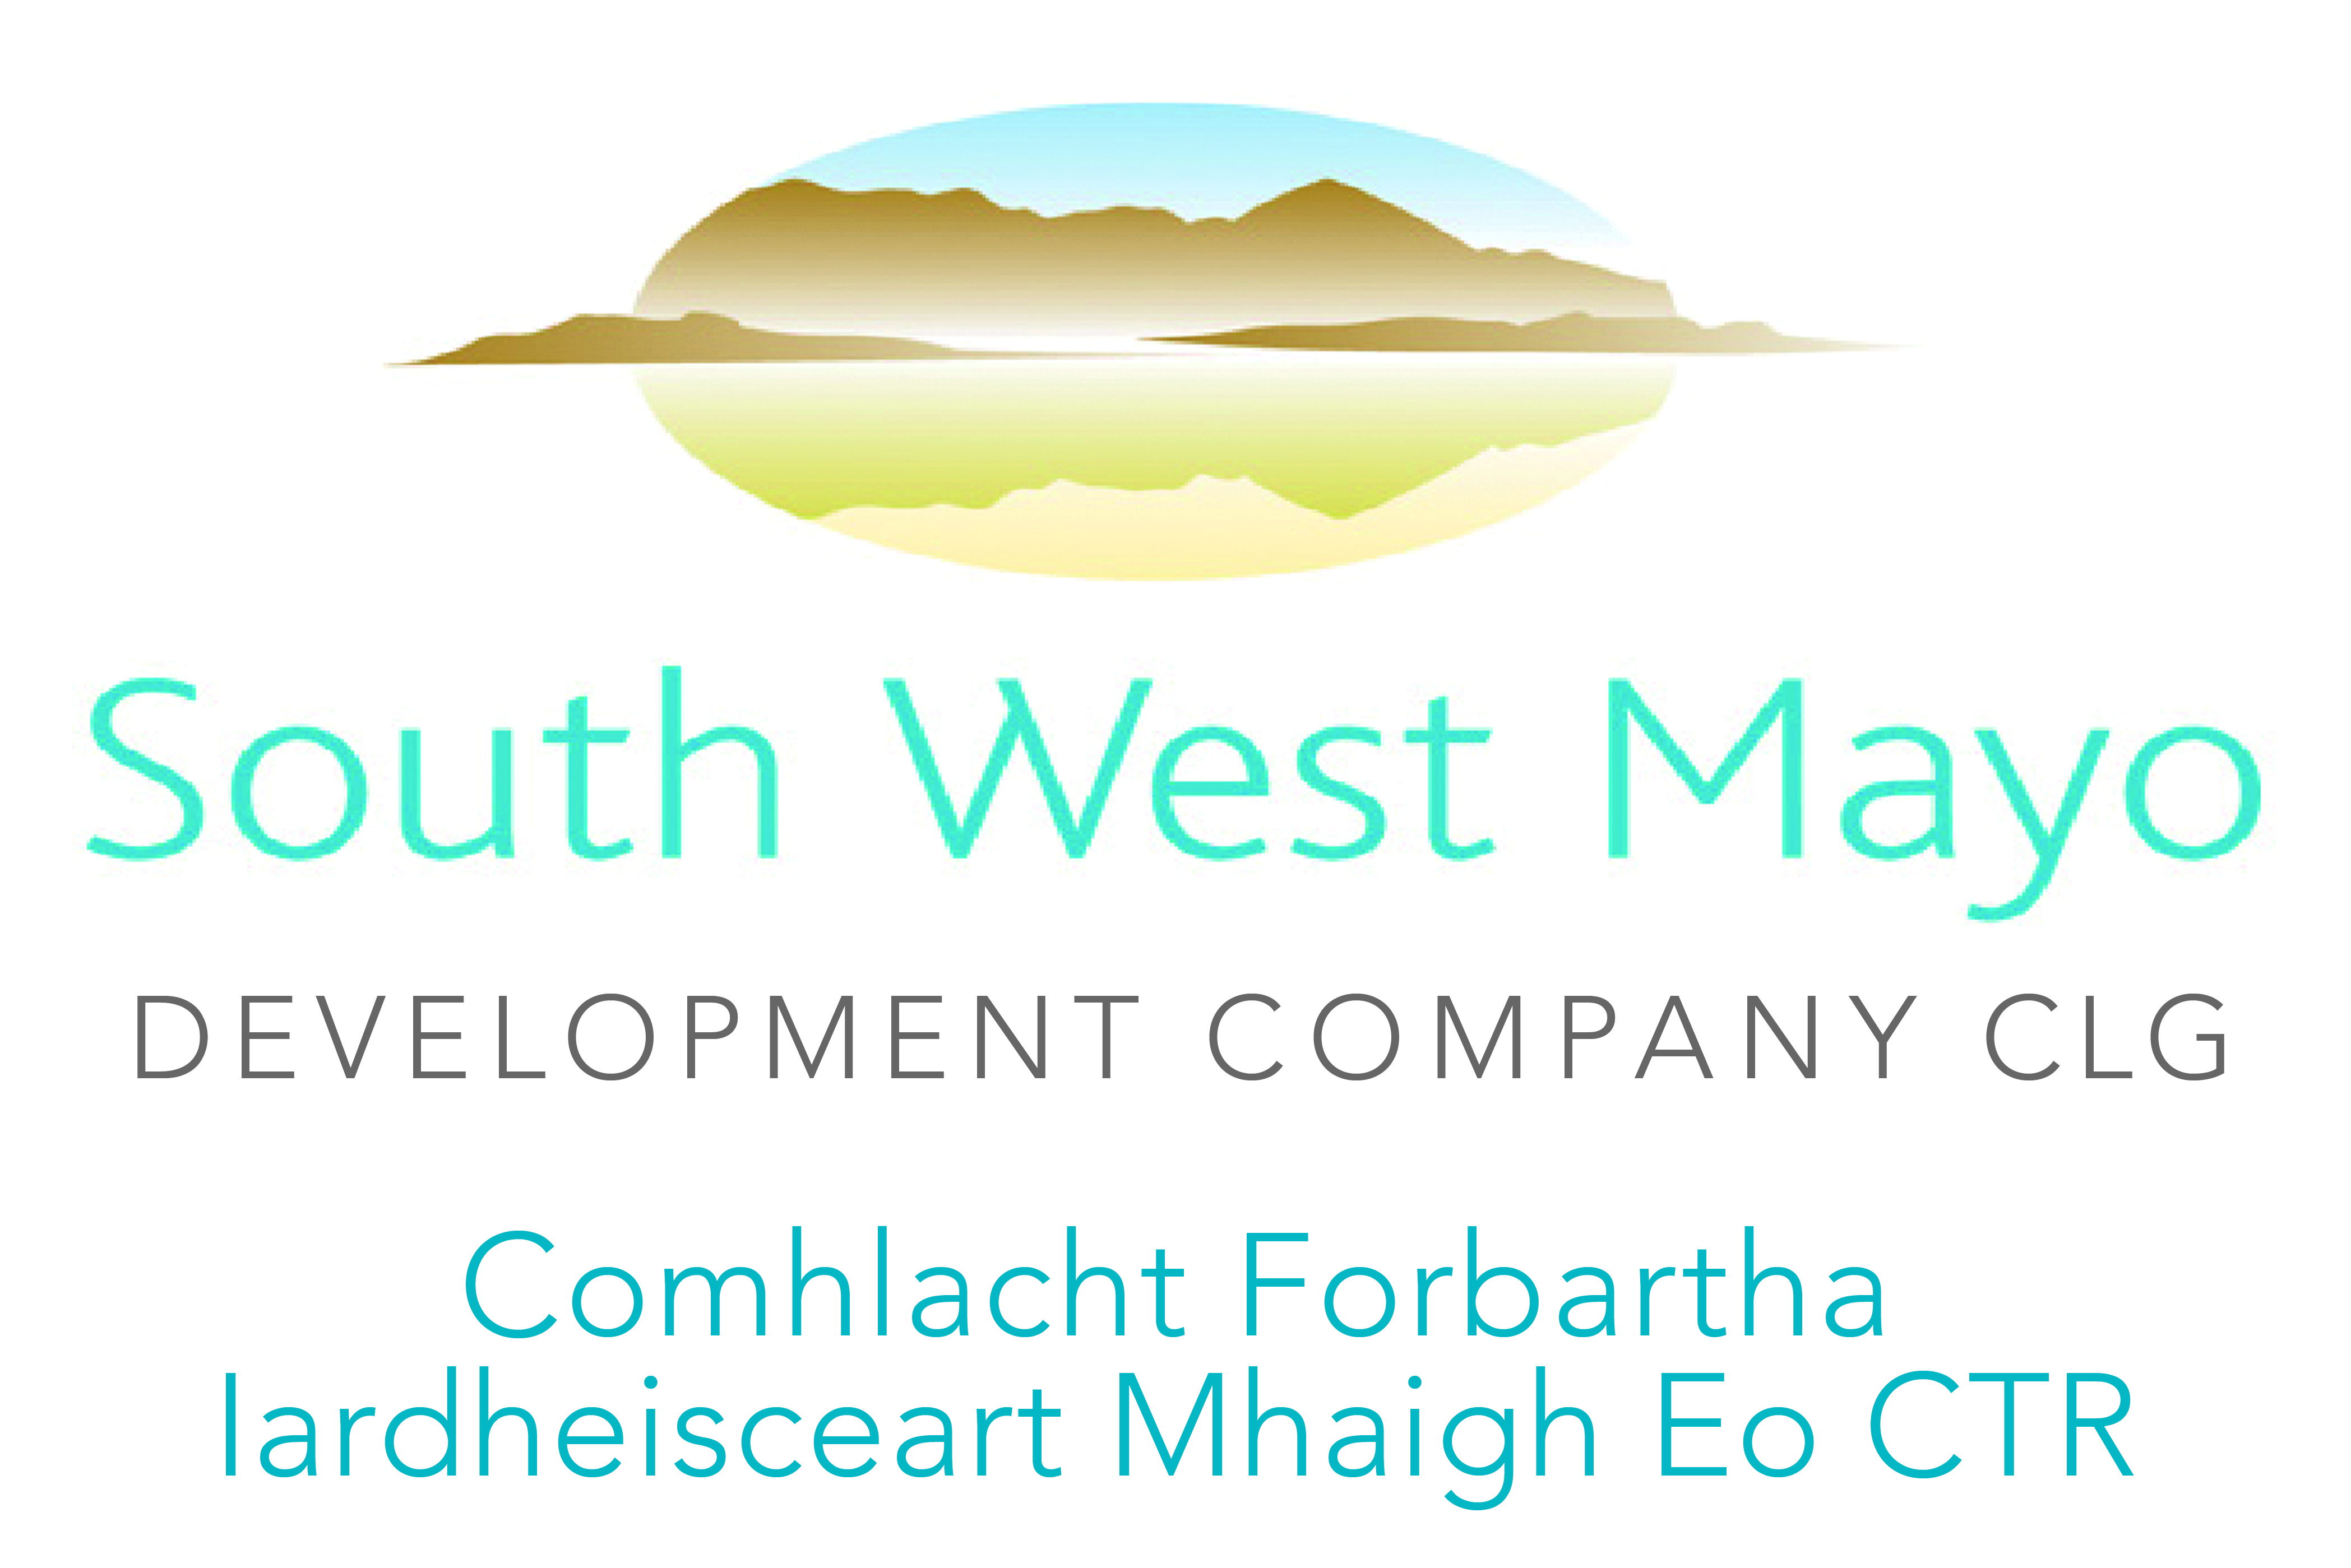 South West Mayo
DEVELOPMENT COMPANY CLG
Comhlacht Forbartha
Iardheisceart Mhaigh Eo CTR